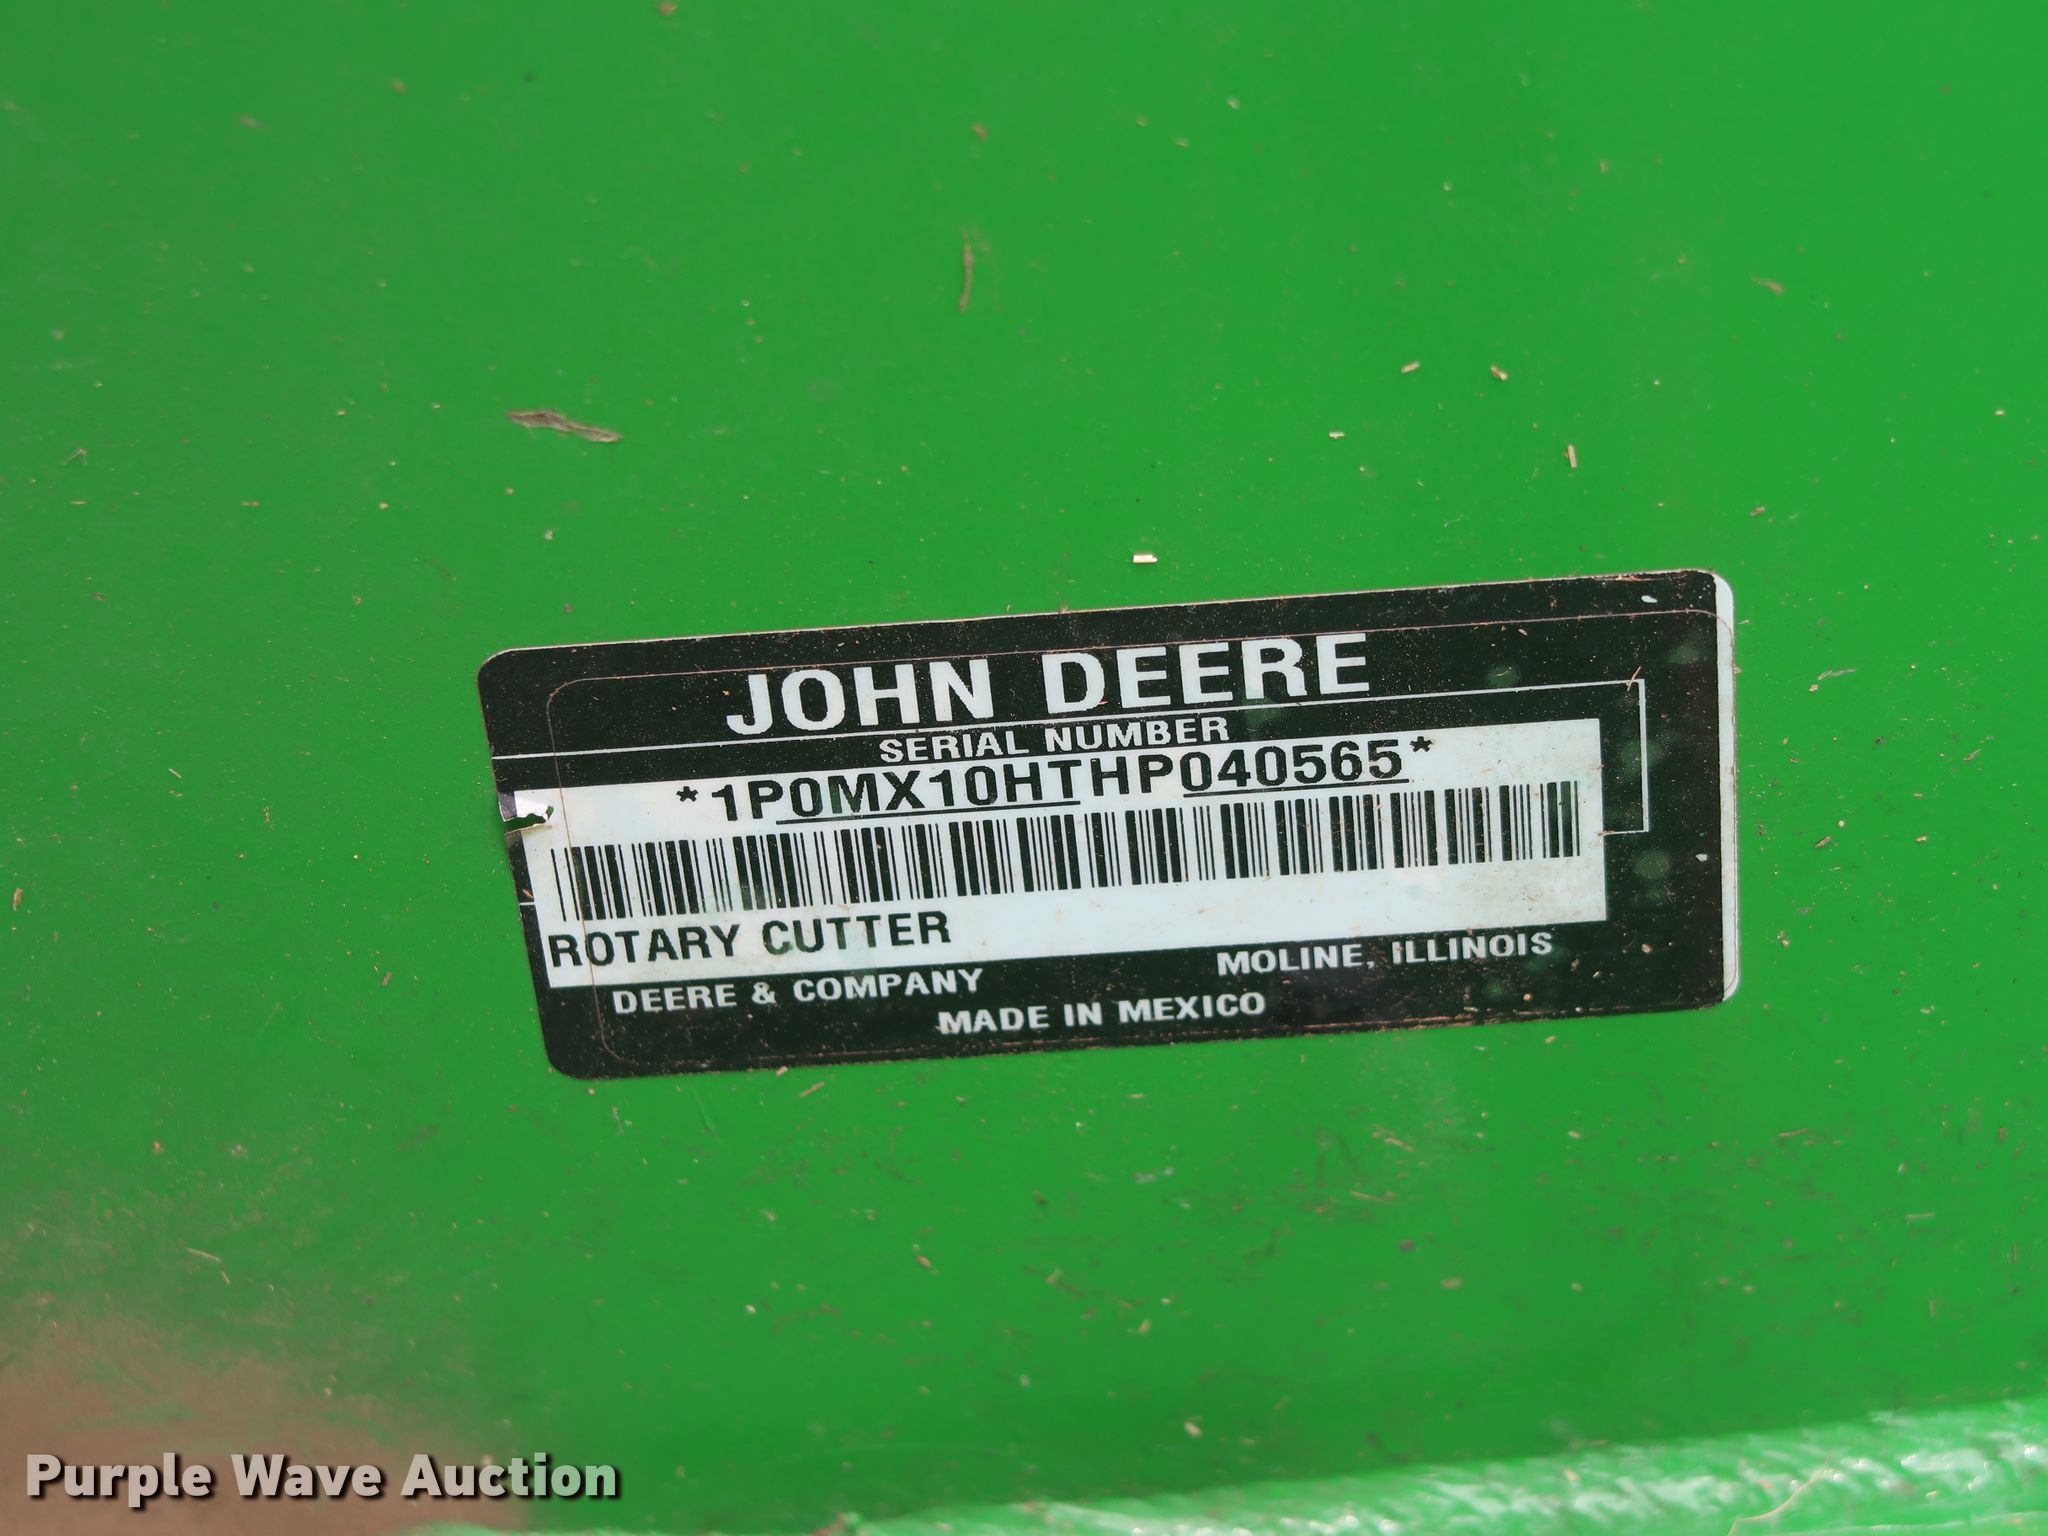 JOHN DEERE
SERIAL NUMBER
*1P0MX10HTHP040565*
ROTARY CUTTER
DEERE & COMPANY MOLINE, ILLINOIS
MADE IN MEXICO
Purple Wave Auction